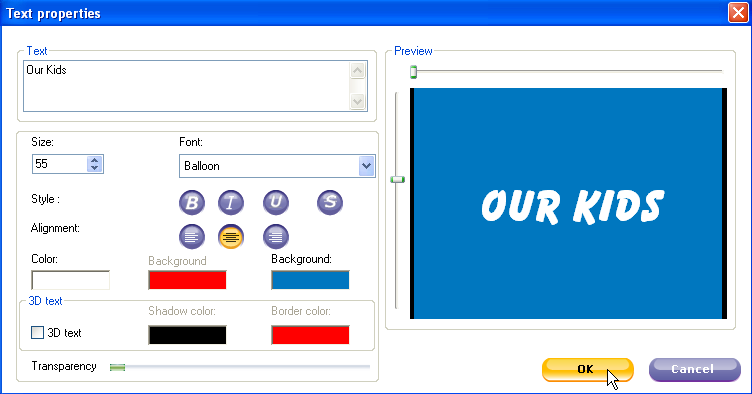 Text properties
Text
Our Kids
Size:
55
Font:
Balloon
Style :
B I U S
Alignment:
Color:
Background
Background:
3D text
3D text
Shadow color:
Border color:
Transparency
Preview
OUR KIDS
OK
Cancel